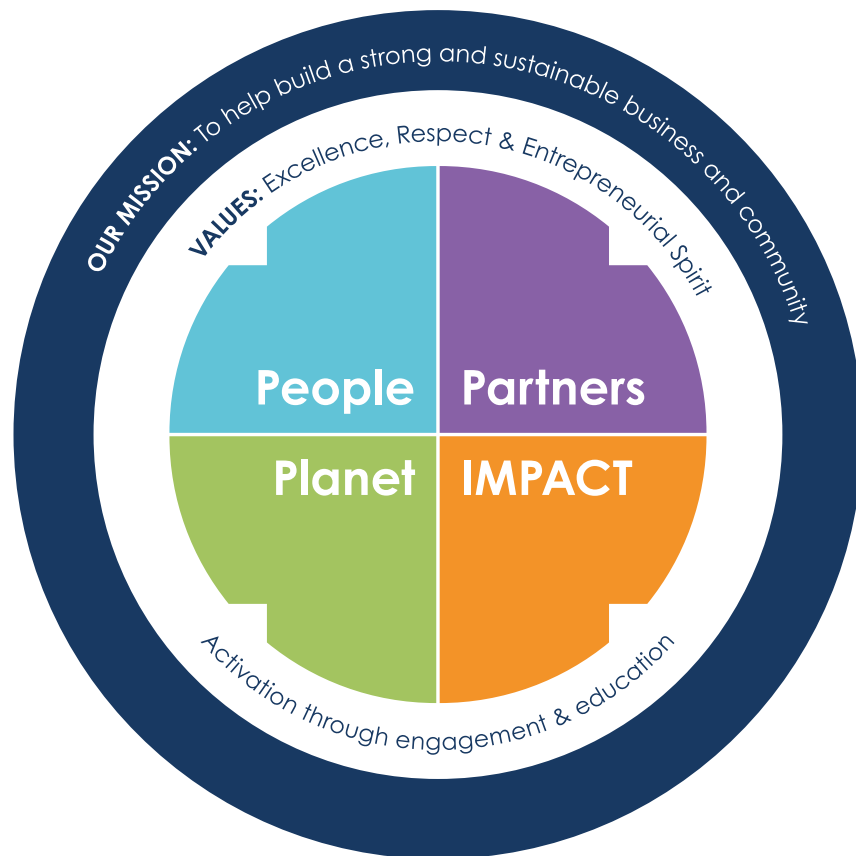 OUR MISSION: To help build a strong and sustainable business and community
VALUES: Excellence, Respect & Entrepreneurial Spirit
People
Partners
Planet
IMPACT
Activation through engagement & education